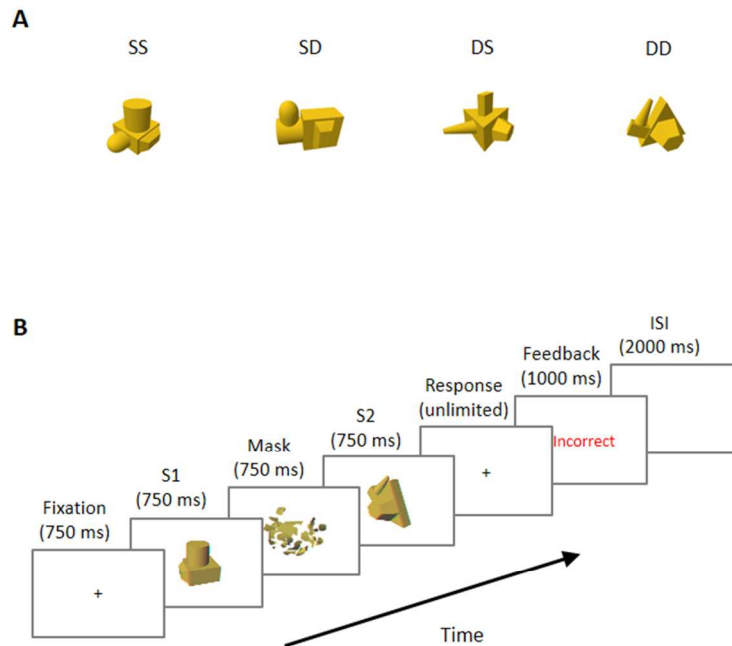 A
SS
SD
DS
DD
B
Fixation
(750 ms)
+
S1
(750 ms)
Mask
(750 ms)
S2
(750 ms)
Response
(unlimited)
+
Feedback
(1000 ms)
Incorrect
ISI
(2000 ms)
Time